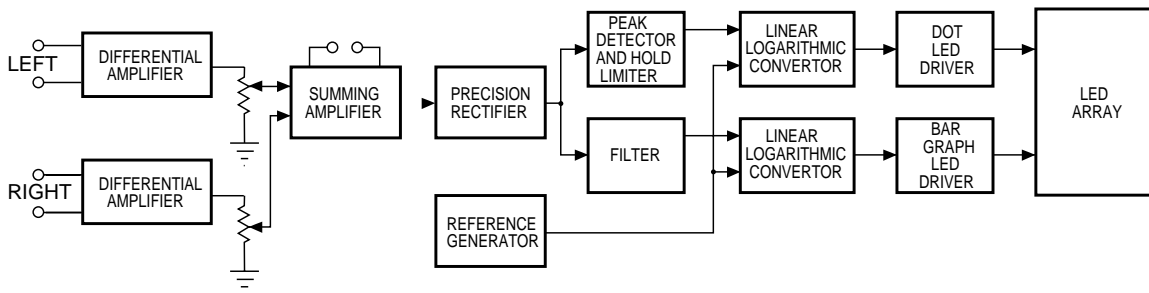 LEFT
DIFFERENTIAL
AMPLIFIER
RIGHT
DIFFERENTIAL
AMPLIFIER
SUMMING
AMPLIFIER
PRECISION
RECTIFIER
REFERENCE
GENERATOR
PEAK
DETECTOR
AND HOLD
LIMITER
FILTER
LINEAR
LOGARITHMIC
CONVERTOR
LINEAR
LOGARITHMIC
CONVERTOR
DOT
LED
DRIVER
BAR
GRAPH
LED
DRIVER
LED
ARRAY